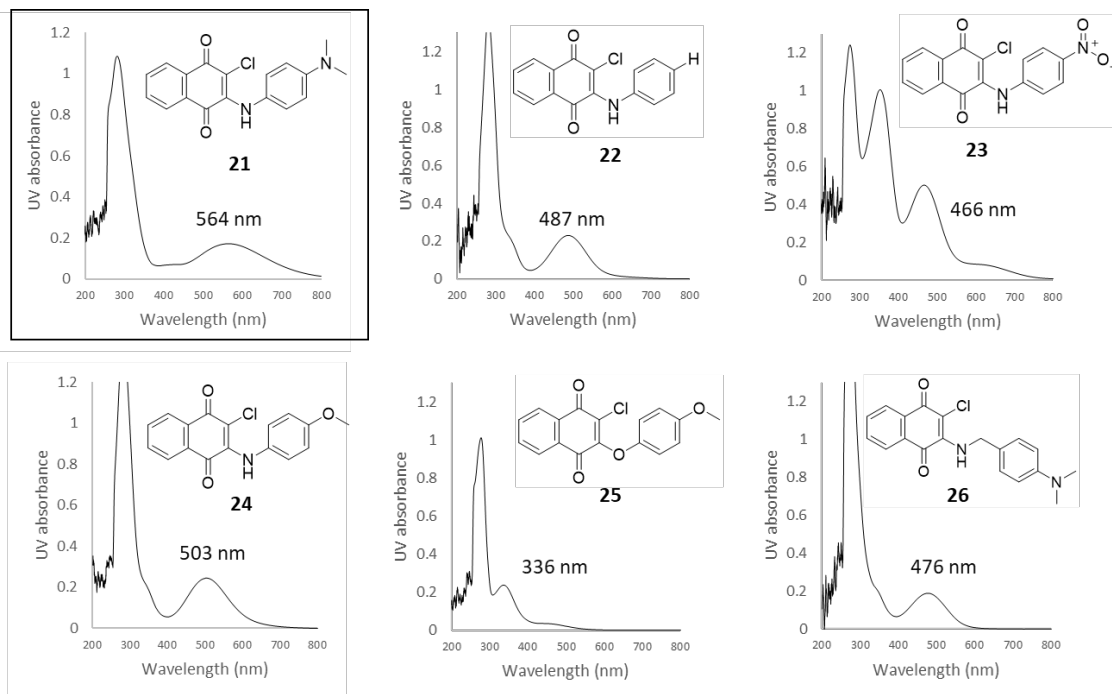 UV absorbance
1.2
1
0.8
0.6
0.4
0.2
0
200 300 400 500 600 700 800
Wavelength (nm)
O
Cl
N
N
H
O
21
564 nm
UV absorbance
1.2
1
0.8
0.6
0.4
0.2
0
200 300 400 500 600 700 800
Wavelength (nm)
O
Cl
H
N
H
O
22
487 nm
UV absorbance
1.2
1
0.8
0.6
0.4
0.2
0
200 300 400 500 600 700 800
Wavelength (nm)
O
O
Cl
N+
O-
N
H
O
23
466 nm
UV absorbance
1.2
1
0.8
0.6
0.4
0.2
0
200 300 400 500 600 700 800
Wavelength (nm)
O
Cl
O
N
H
O
24
503 nm
UV absorbance
1.2
1
0.8
0.6
0.4
0.2
0
200 300 400 500 600 700 800
Wavelength (nm)
O
Cl
O
O
O
25
336 nm
UV absorbance
1.2
1
0.8
0.6
0.4
0.2
0
200 300 400 500 600 700 800
Wavelength (nm)
O
Cl
N
H
O
N
26
476 nm